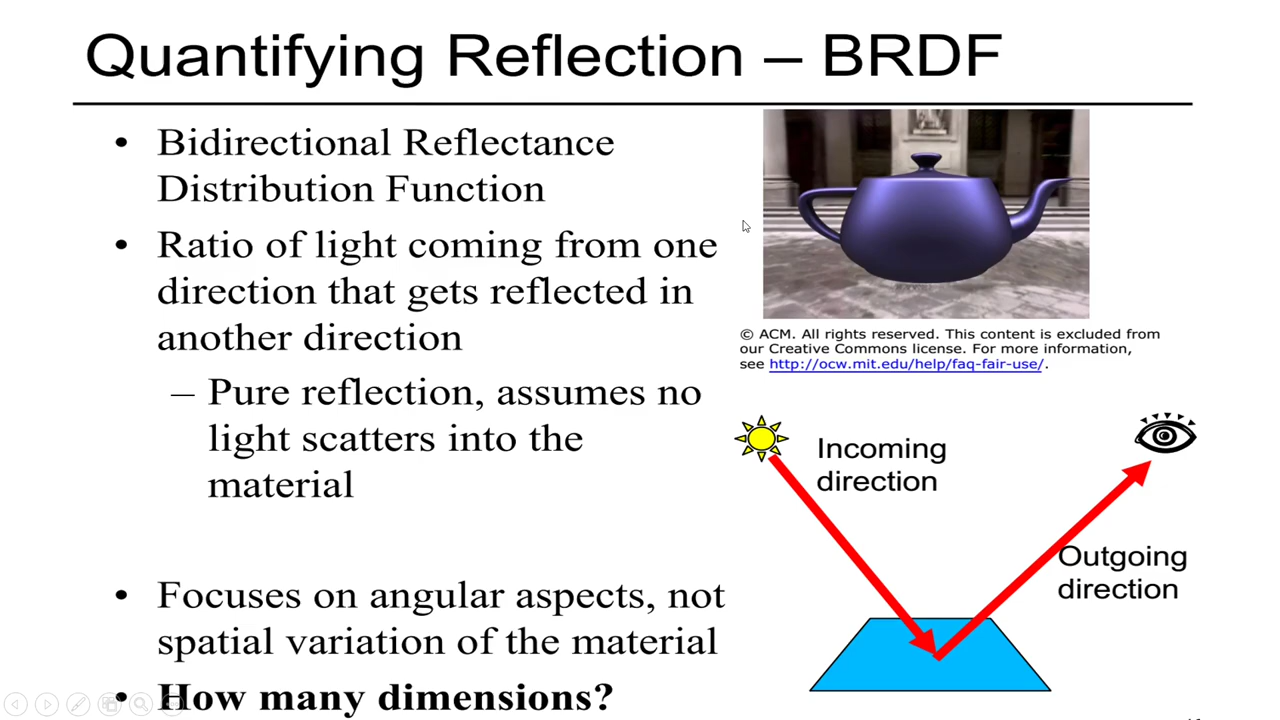 Quantifying Reflection – BRDF
• Bidirectional Reflectance
Distribution Function
• Ratio of light coming from one
direction that gets reflected in
another direction
– Pure reflection, assumes no
light scatters into the
material
• Focuses on angular aspects, not
spatial variation of the material
• How many dimensions?
© ACM. All rights reserved. This content is excluded from
our Creative Commons license. For more information,
see http://ocw.mit.edu/help/faq-fair-use/.
Incoming
direction
Outgoing
direction